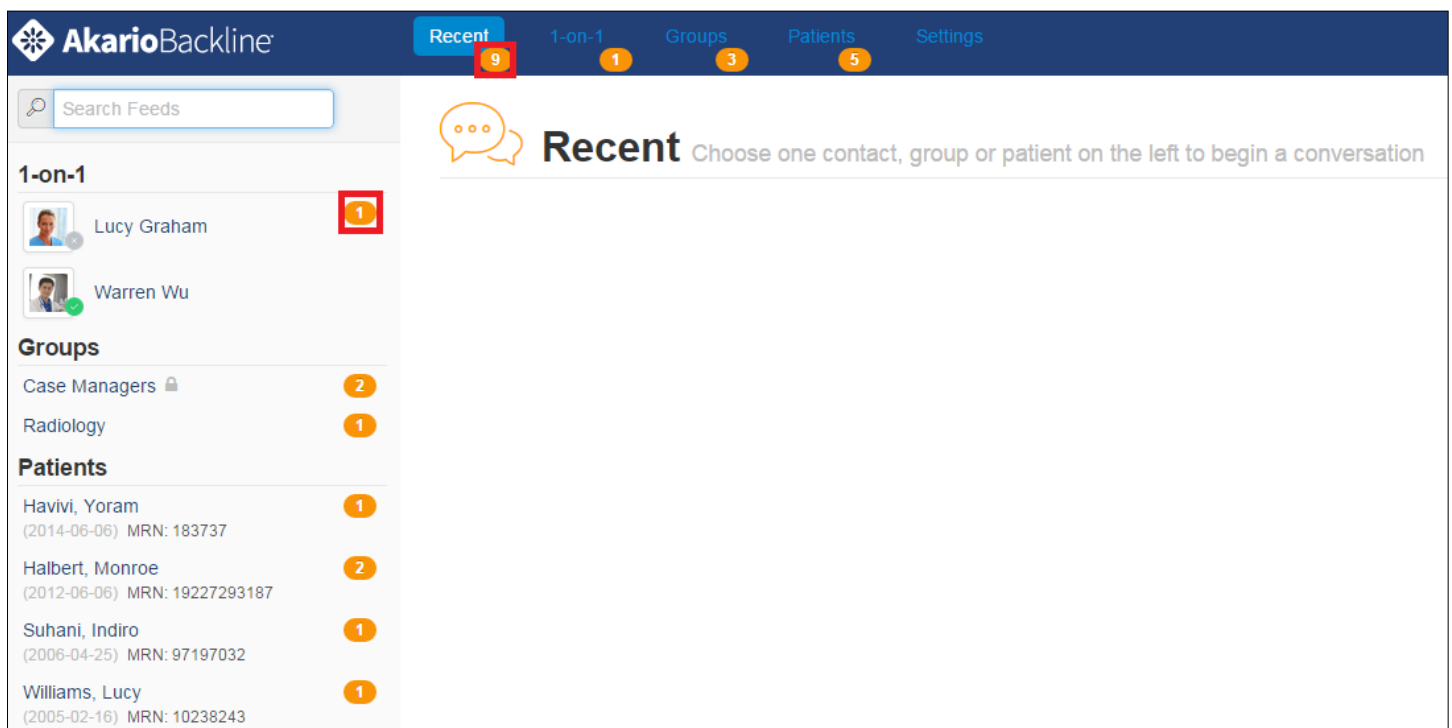 AkarioBackline
Recent 1-on-1 Groups Patients Settings
9 1 3 5
Search Feeds
Recent Choose one contact, group or patient on the left to begin a conversation
1-on-1
Lucy Graham 1
Warren Wu
Groups
Case Managers 2
Radiology 1
Patients
Havivi, Yoram 1
(2014-06-06) MRN: 183737
Halbert, Monroe 2
(2012-06-06) MRN: 19227293187
Suhani, Indiro 1
(2006-04-25) MRN: 97197032
Williams, Lucy 1
(2005-02-16) MRN: 10238243